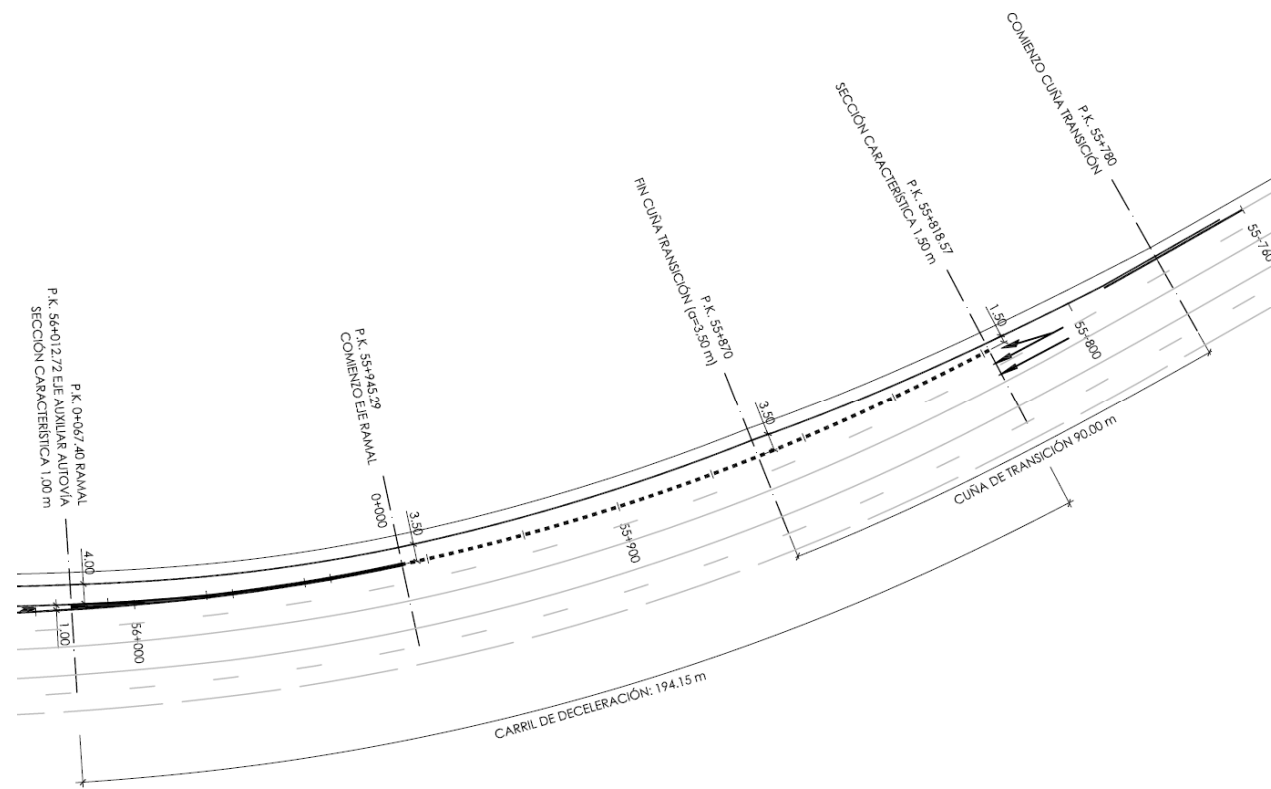 COMIENZO CUÑA TRANSICIÓN
P.K. 55+780
SECCIÓN CARACTERÍSTICA 1,50 m
P.K. 55+818.57
FIN CUÑA TRANSICIÓN (a=3,50 m)
P.K. 55+870
P.K. 55+945.29
COMIENZO EJE RAMAL
P.K. 0+067.40 RAMAL
P.K. 56+012.72 EJE AUXILIAR AUTOVÍA
SECCIÓN CARACTERÍSTICA 1,00 m
55+760
55+800
1,50
3,50
55+900
0+000
3,50
4,00
1,00
56+000
CUÑA DE TRANSICIÓN 90.00 m
CARRIL DE DECELERACIÓN: 194.15 m